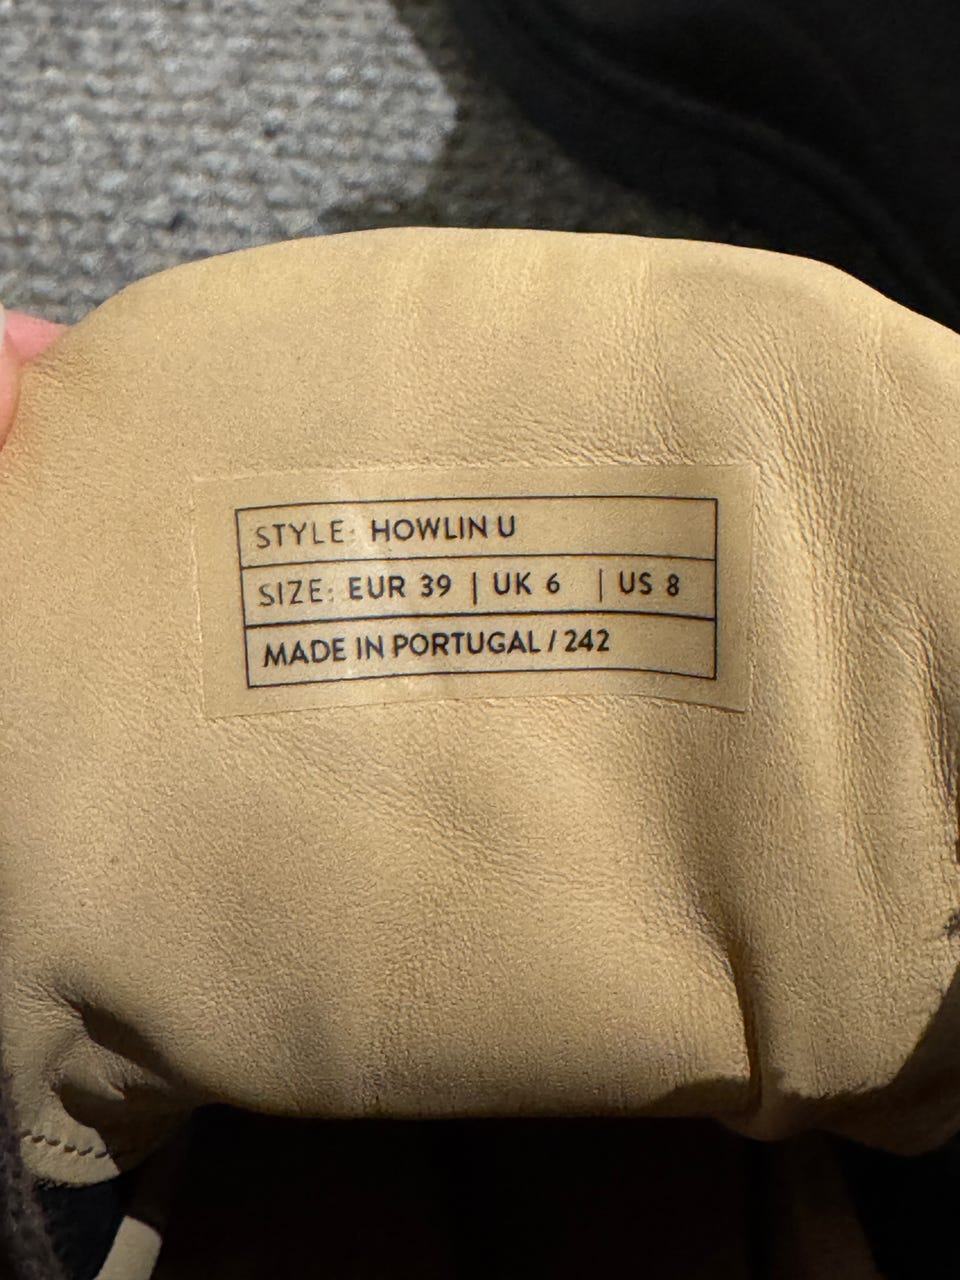 STYLE: HOWLIN U
SIZE: EUR 39 | UK 6 | US 8
MADE IN PORTUGAL / 242